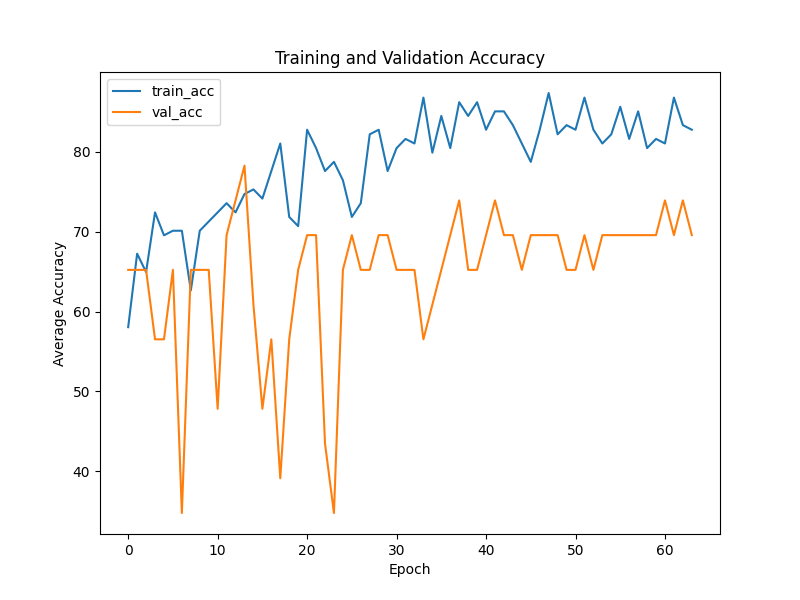 Training and Validation Accuracy
train_acc
val_acc
80
70
60
50
40
Average Accuracy
0 10 20 30 40 50 60
Epoch